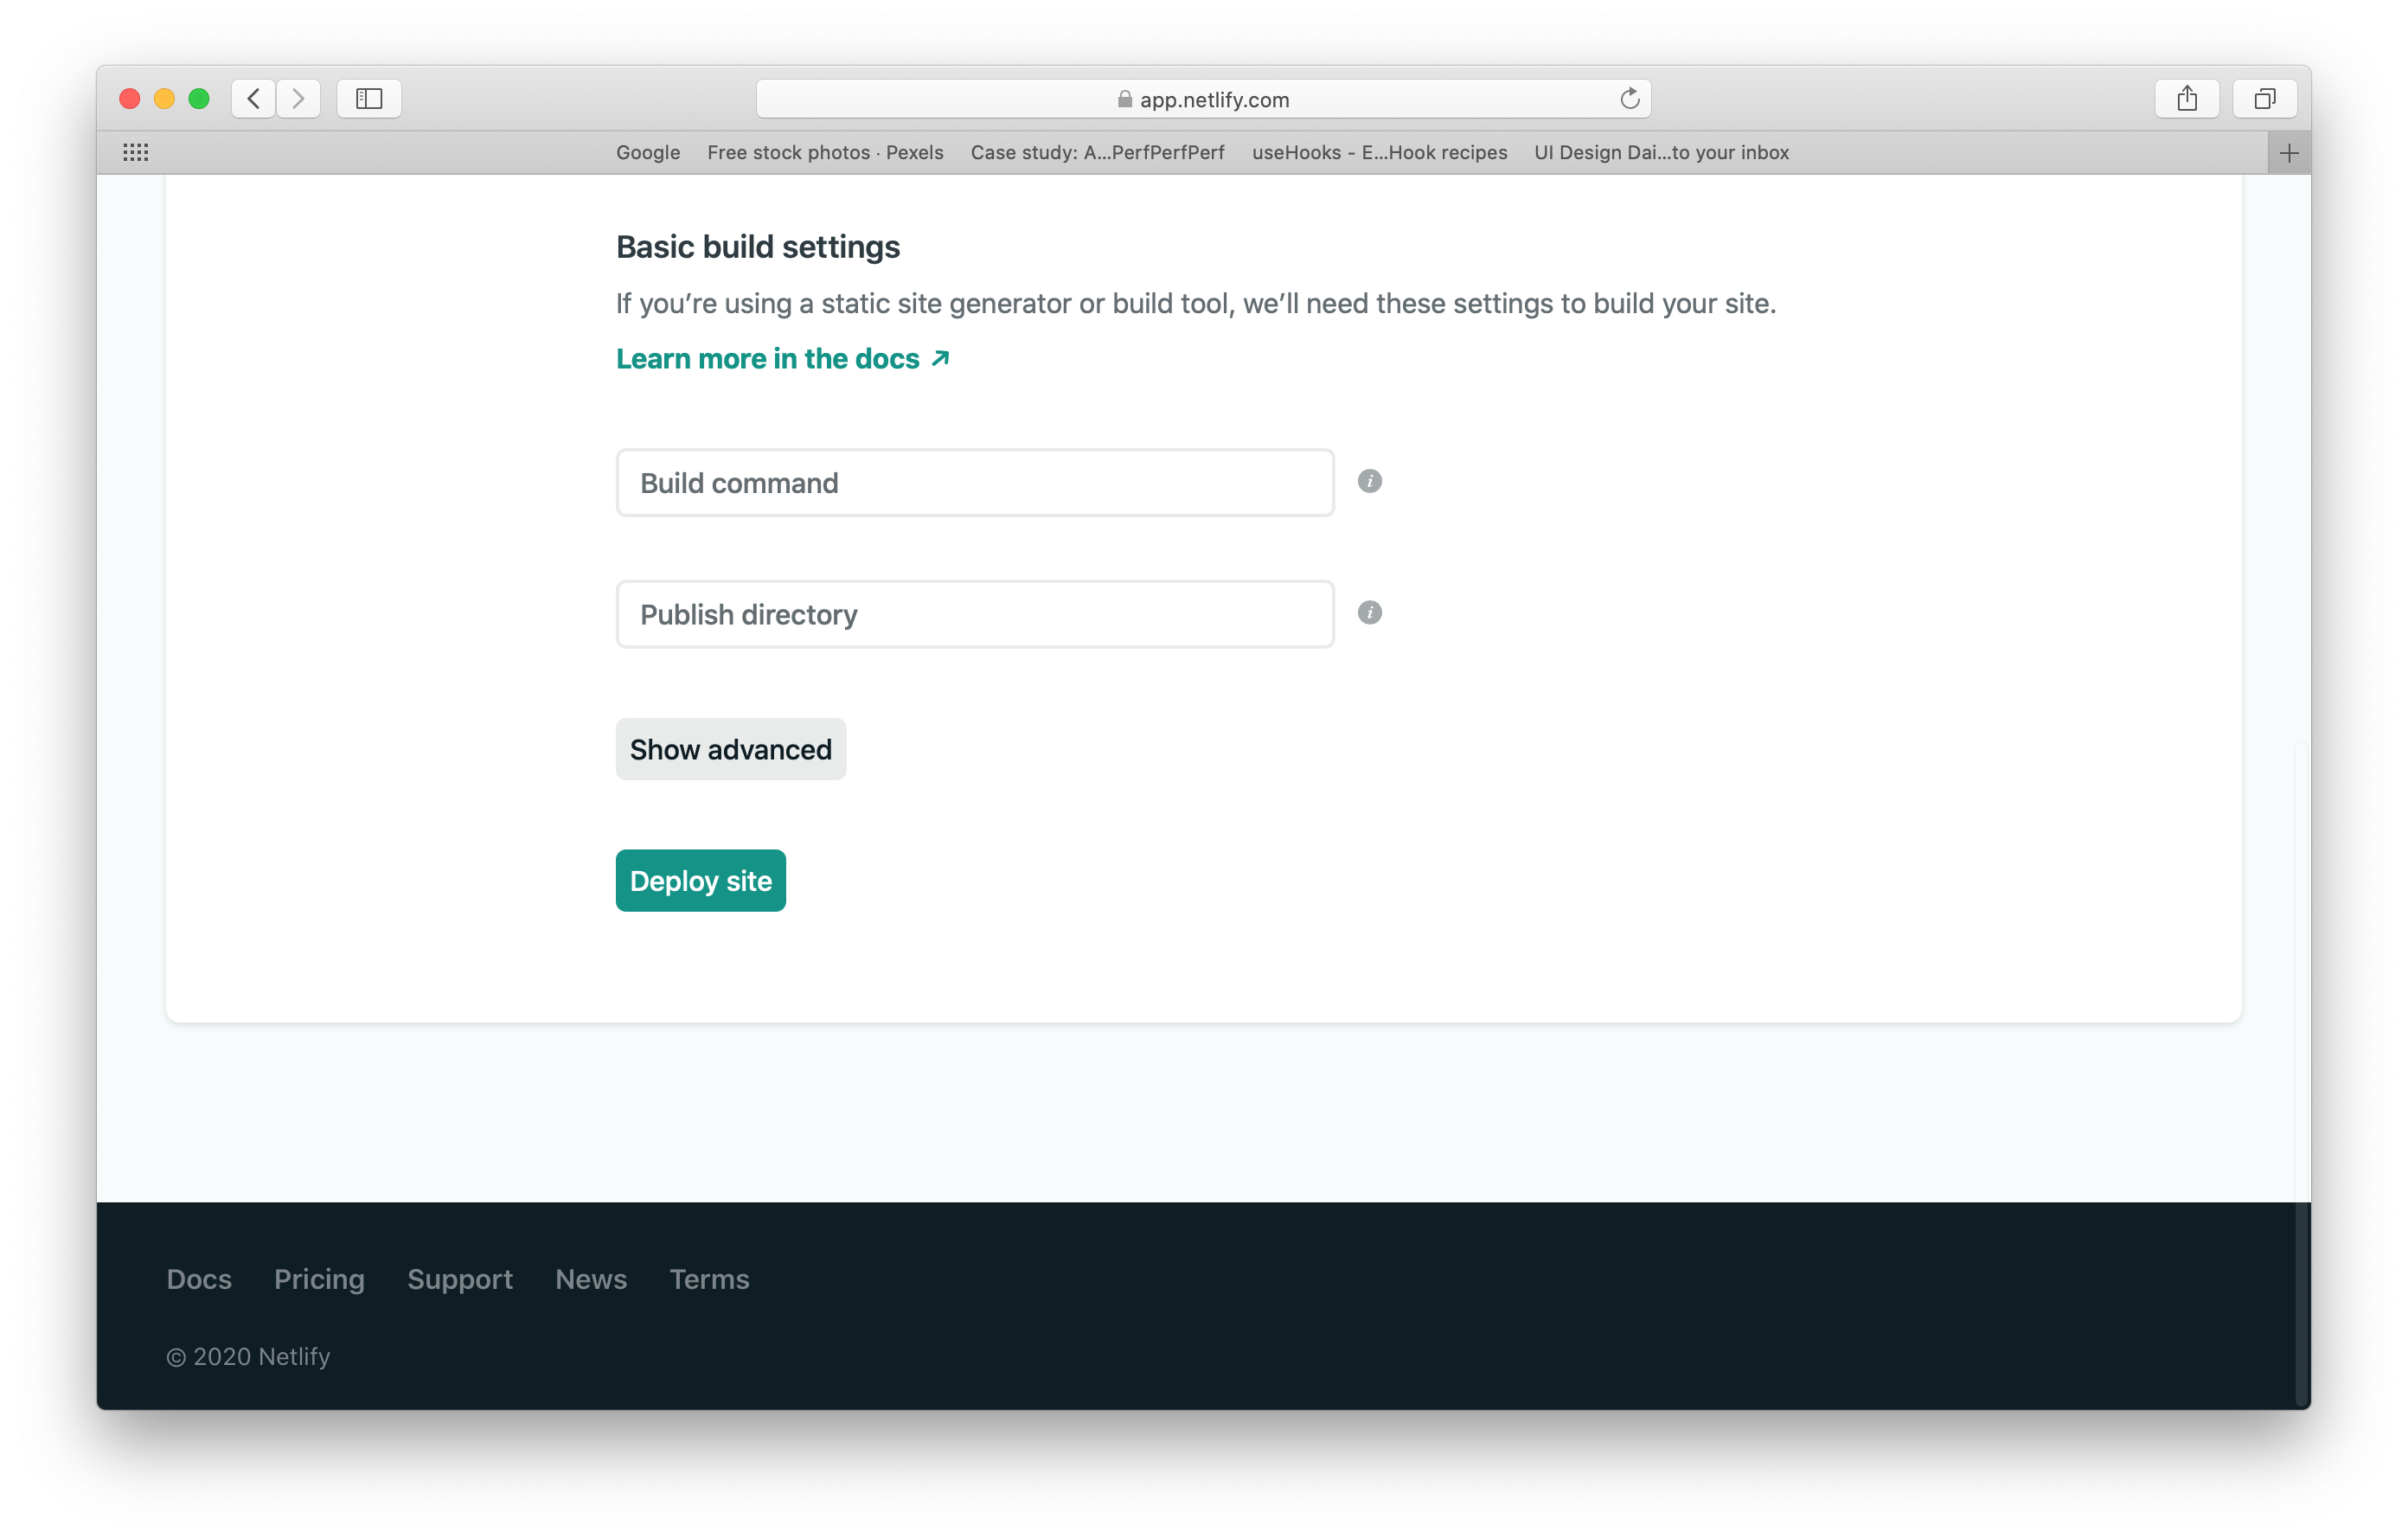 app.netlify.com
Google Free stock photos · Pexels Case study: A...PerfPerfPerf useHooks - E...Hook recipes UI Design Dai...to your inbox
Basic build settings
If you’re using a static site generator or build tool, we’ll need these settings to build your site.
Learn more in the docs
Build command
Publish directory
Show advanced
Deploy site
Docs Pricing Support News Terms
© 2020 Netlify